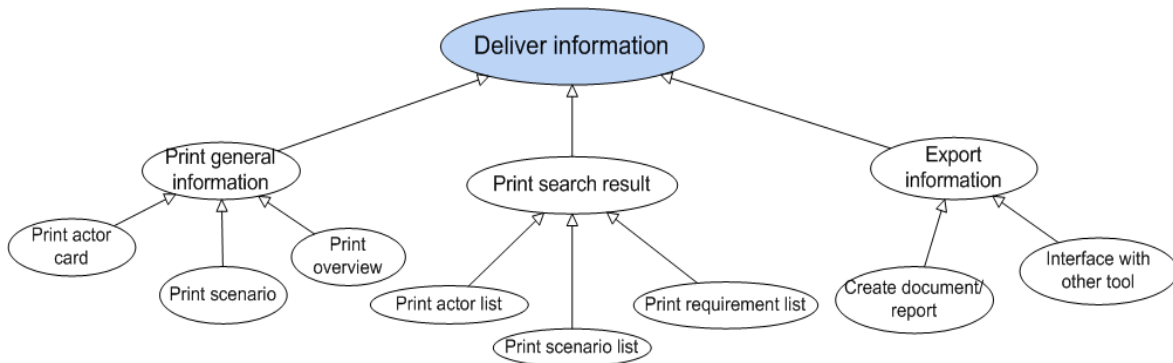 Deliver information
Print general
information
Print search result
Export
information
Print actor
card
Print scenario
Print
overview
Print actor list
Print scenario list
Print requirement list
Create document/
report
Interface with
other tool